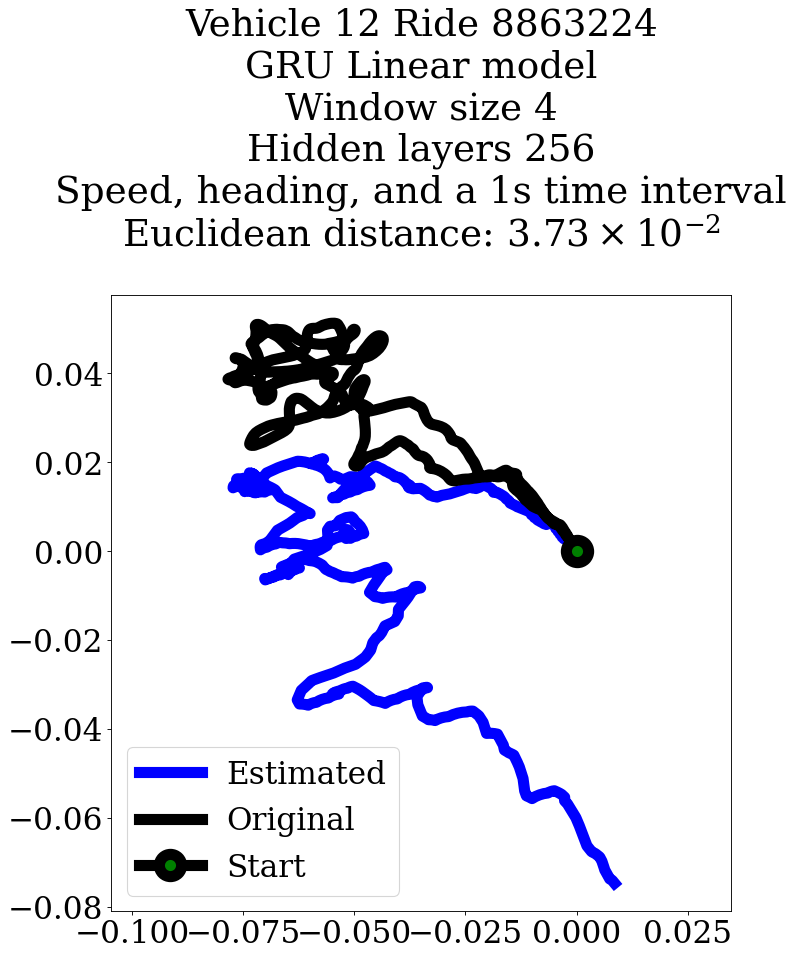 Vehicle 12 Ride 8863224
GRU Linear model
Window size 4
Hidden layers 256
Speed, heading, and a 1s time interval
Euclidean distance: 3.73 × 10⁻²
0.04
0.02
0.00
−0.02
−0.04
−0.06
−0.08
Estimated
Original
Start
−0.100 −0.075 −0.050 −0.025 0.000 0.025